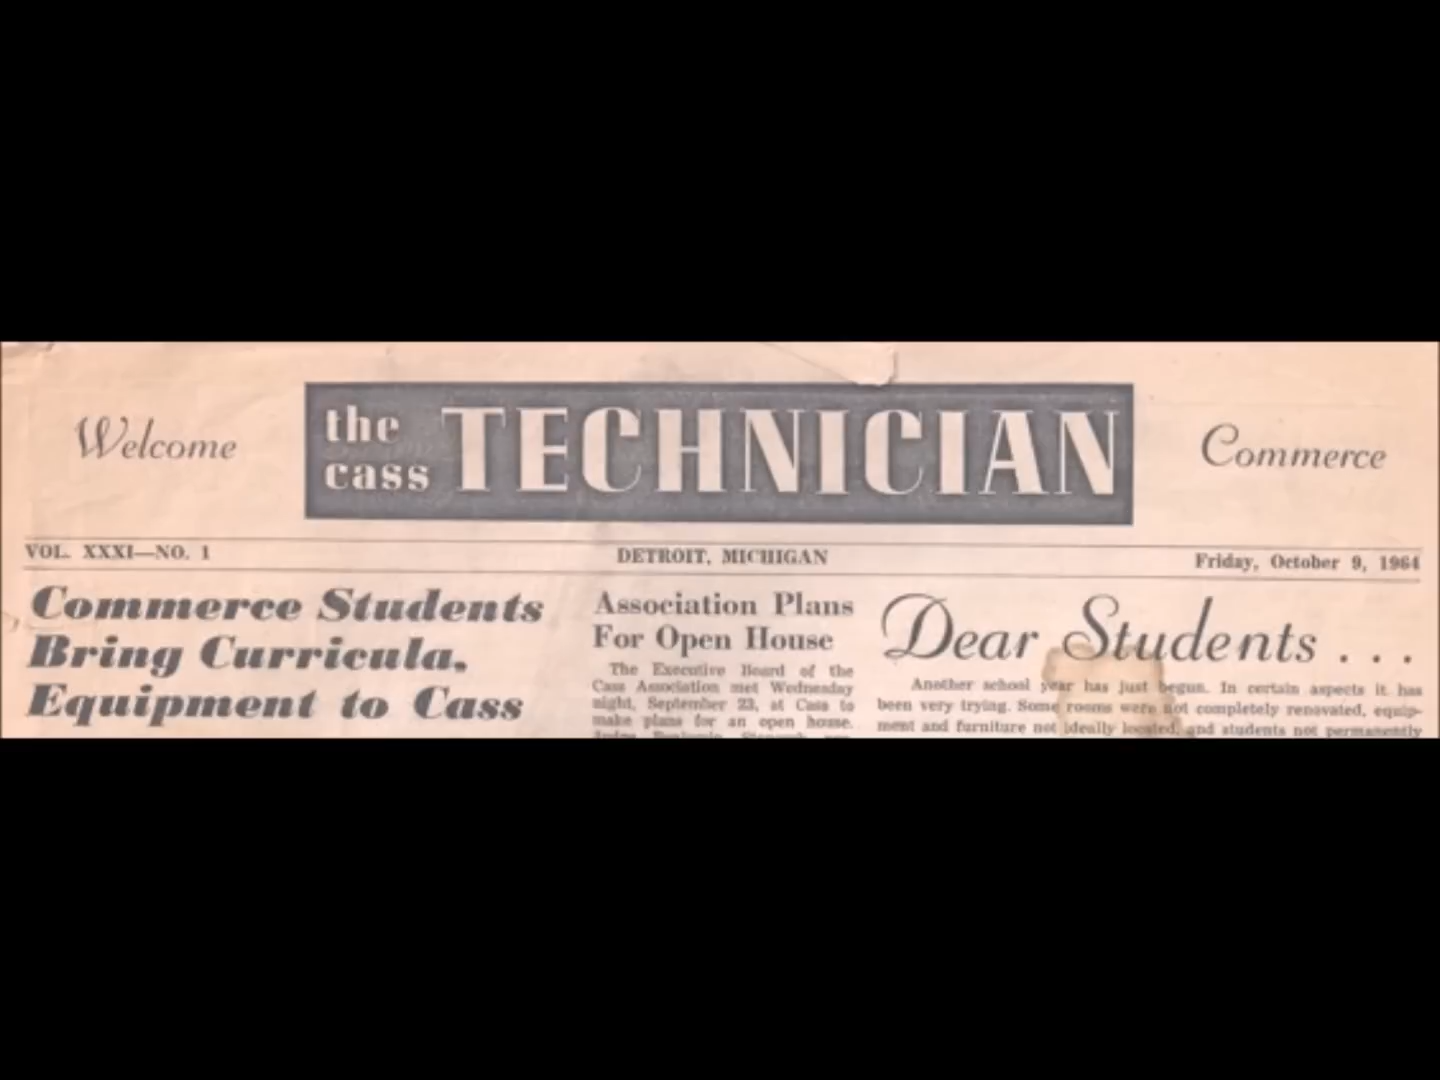 Welcome
the cass TECHNICIAN
Commerce
VOL. XXXI—NO. 1
DETROIT, MICHIGAN
Friday, October 9, 1964
Commerce Students
Bring Curricula,
Equipment to Cass
Association Plans
For Open House
The Executive Board of the
Cass Association met Wednesday
night, September 23, at Cass to
make plans for an open house.
Judge Benjamin
Dear Students . . .
Another school year has just begun. In certain aspects it has
been very trying. Some rooms were not completely renovated, equip-
ment and furniture not ideally located, and students not permanently